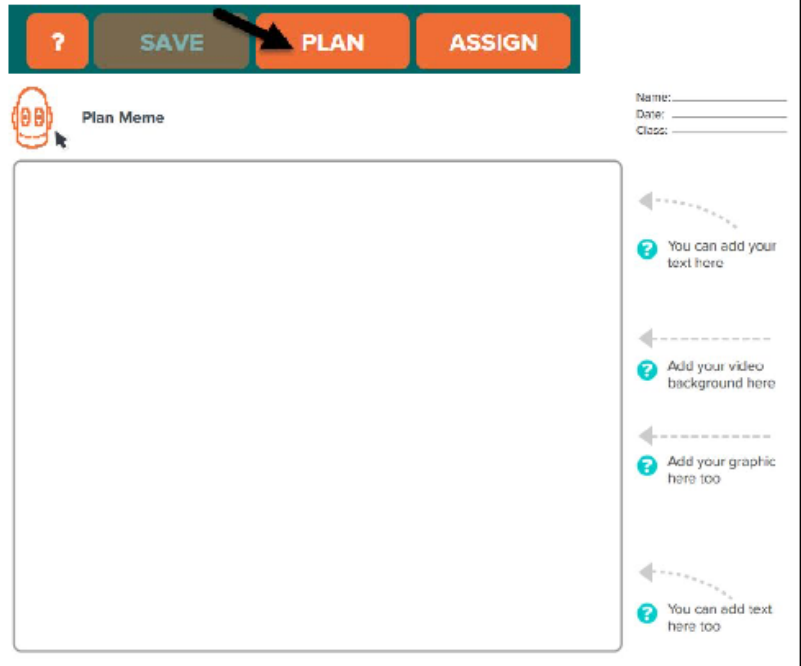 ? SAVE PLAN ASSIGN
Plan Meme
Name:
Date:
Class:
? You can add your
text here
? Add your video
background here
? Add your graphic
here too
? You can add text
here too